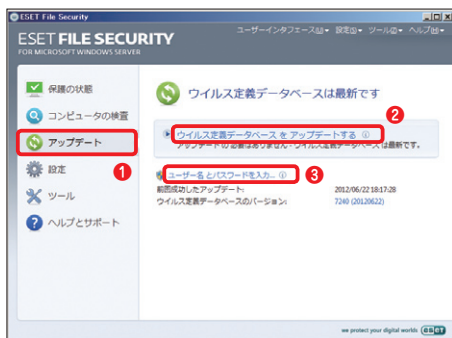 ESET File Security
ESET FILE SECURITY
FOR MICROSOFT WINDOWS SERVER
ユーザーインタフェース(U)▾ 設定(S)▾ ツール(O)▾ ヘルプ(H)▾
保護の状態
コンピュータの検査
アップデート
設定
ツール
ヘルプとサポート
1
ウイルス定義データベースは最新です
2
ウイルス定義データベース を アップデートする
アップデートの 必要はありません - ウイルス定義データベース は最新です。
ユーザー名 とパスワードを入力...
3
前回成功したアップデート: 2012/06/22 18:17:28
ウイルス定義データベースのバージョン: 7240 (20120622)
we protect your digital worlds eset